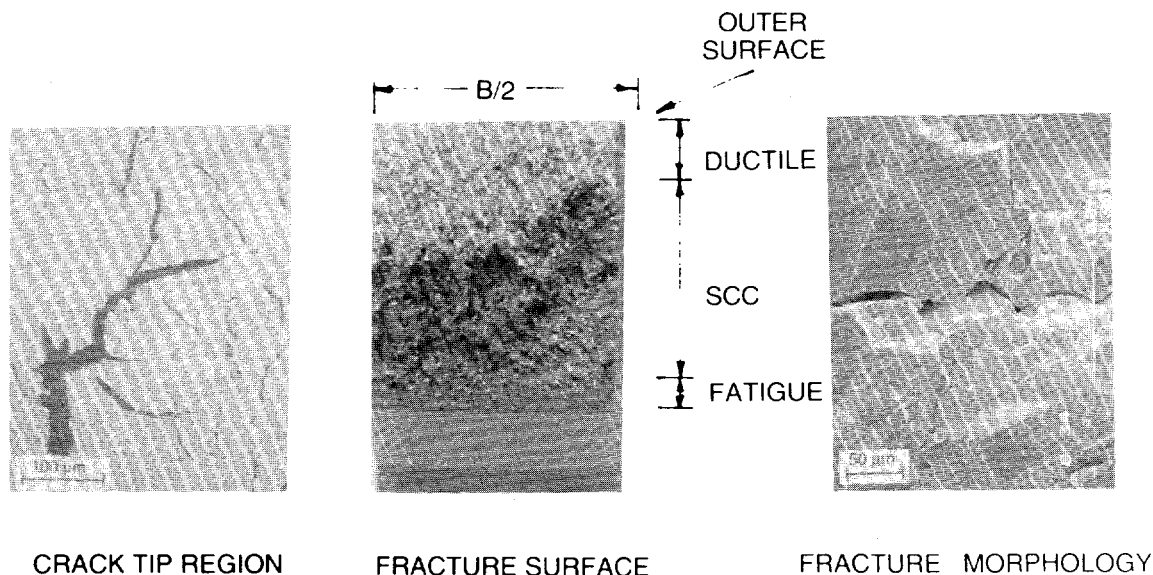 OUTER
SURFACE
B/2
DUCTILE
SCC
FATIGUE
100 μm
50 μm
CRACK TIP REGION
FRACTURE SURFACE
FRACTURE MORPHOLOGY